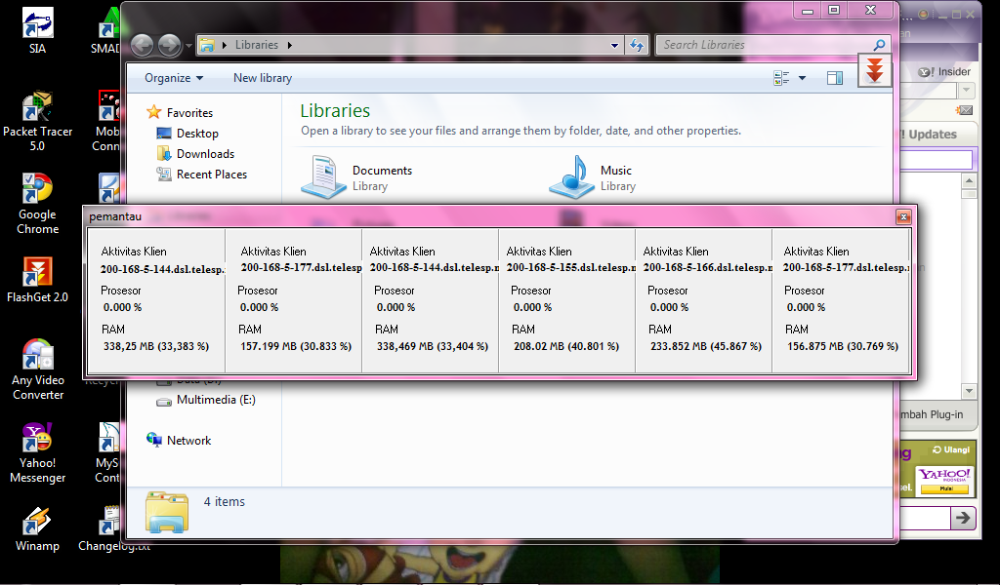 SIA
SMAD
Packet Tracer
5.0
Mob
Conn
Google
Chrome
FlashGet 2.0
Any Video
Converter
Yahoo!
Messenger
MyS
Cont
Winamp
Changelog.txt
Libraries
Search Libraries
Organize
New library
Favorites
Desktop
Downloads
Recent Places
Libraries
Open a library to see your files and arrange them by folder, date, and other properties.
Documents
Library
Music
Library
pemantau
Aktivitas Klien
200-168-5-144.dsl.telesp.
Prosesor
0.000 %
RAM
338,25 MB (33,383 %)
Aktivitas Klien
200-168-5-177.dsl.telesp
Prosesor
0.000 %
RAM
157.199 MB (30.833 %)
Aktivitas Klien
200-168-5-144.dsl.telesp.n
Prosesor
0.000 %
RAM
338,469 MB (33,404 %)
Aktivitas Klien
200-168-5-155.dsl.telesp.n
Prosesor
0.000 %
RAM
208.02 MB (40.801 %)
Aktivitas Klien
200-168-5-166.dsl.telesp.n
Prosesor
0.000 %
RAM
233.852 MB (45.867 %)
Aktivitas Klien
200-168-5-177.dsl.telesp.n
Prosesor
0.000 %
RAM
156.875 MB (30.769 %)
Multimedia (E:)
Network
4 items
Y! Insider
! Updates
mbah Plug-in
Ulangi
YAHOO!
INDONESIA
Mulai
sel.